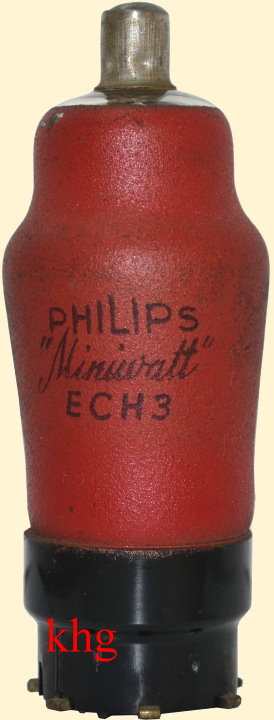 PHILIPS
"Miniwatt"
ECH3
khg